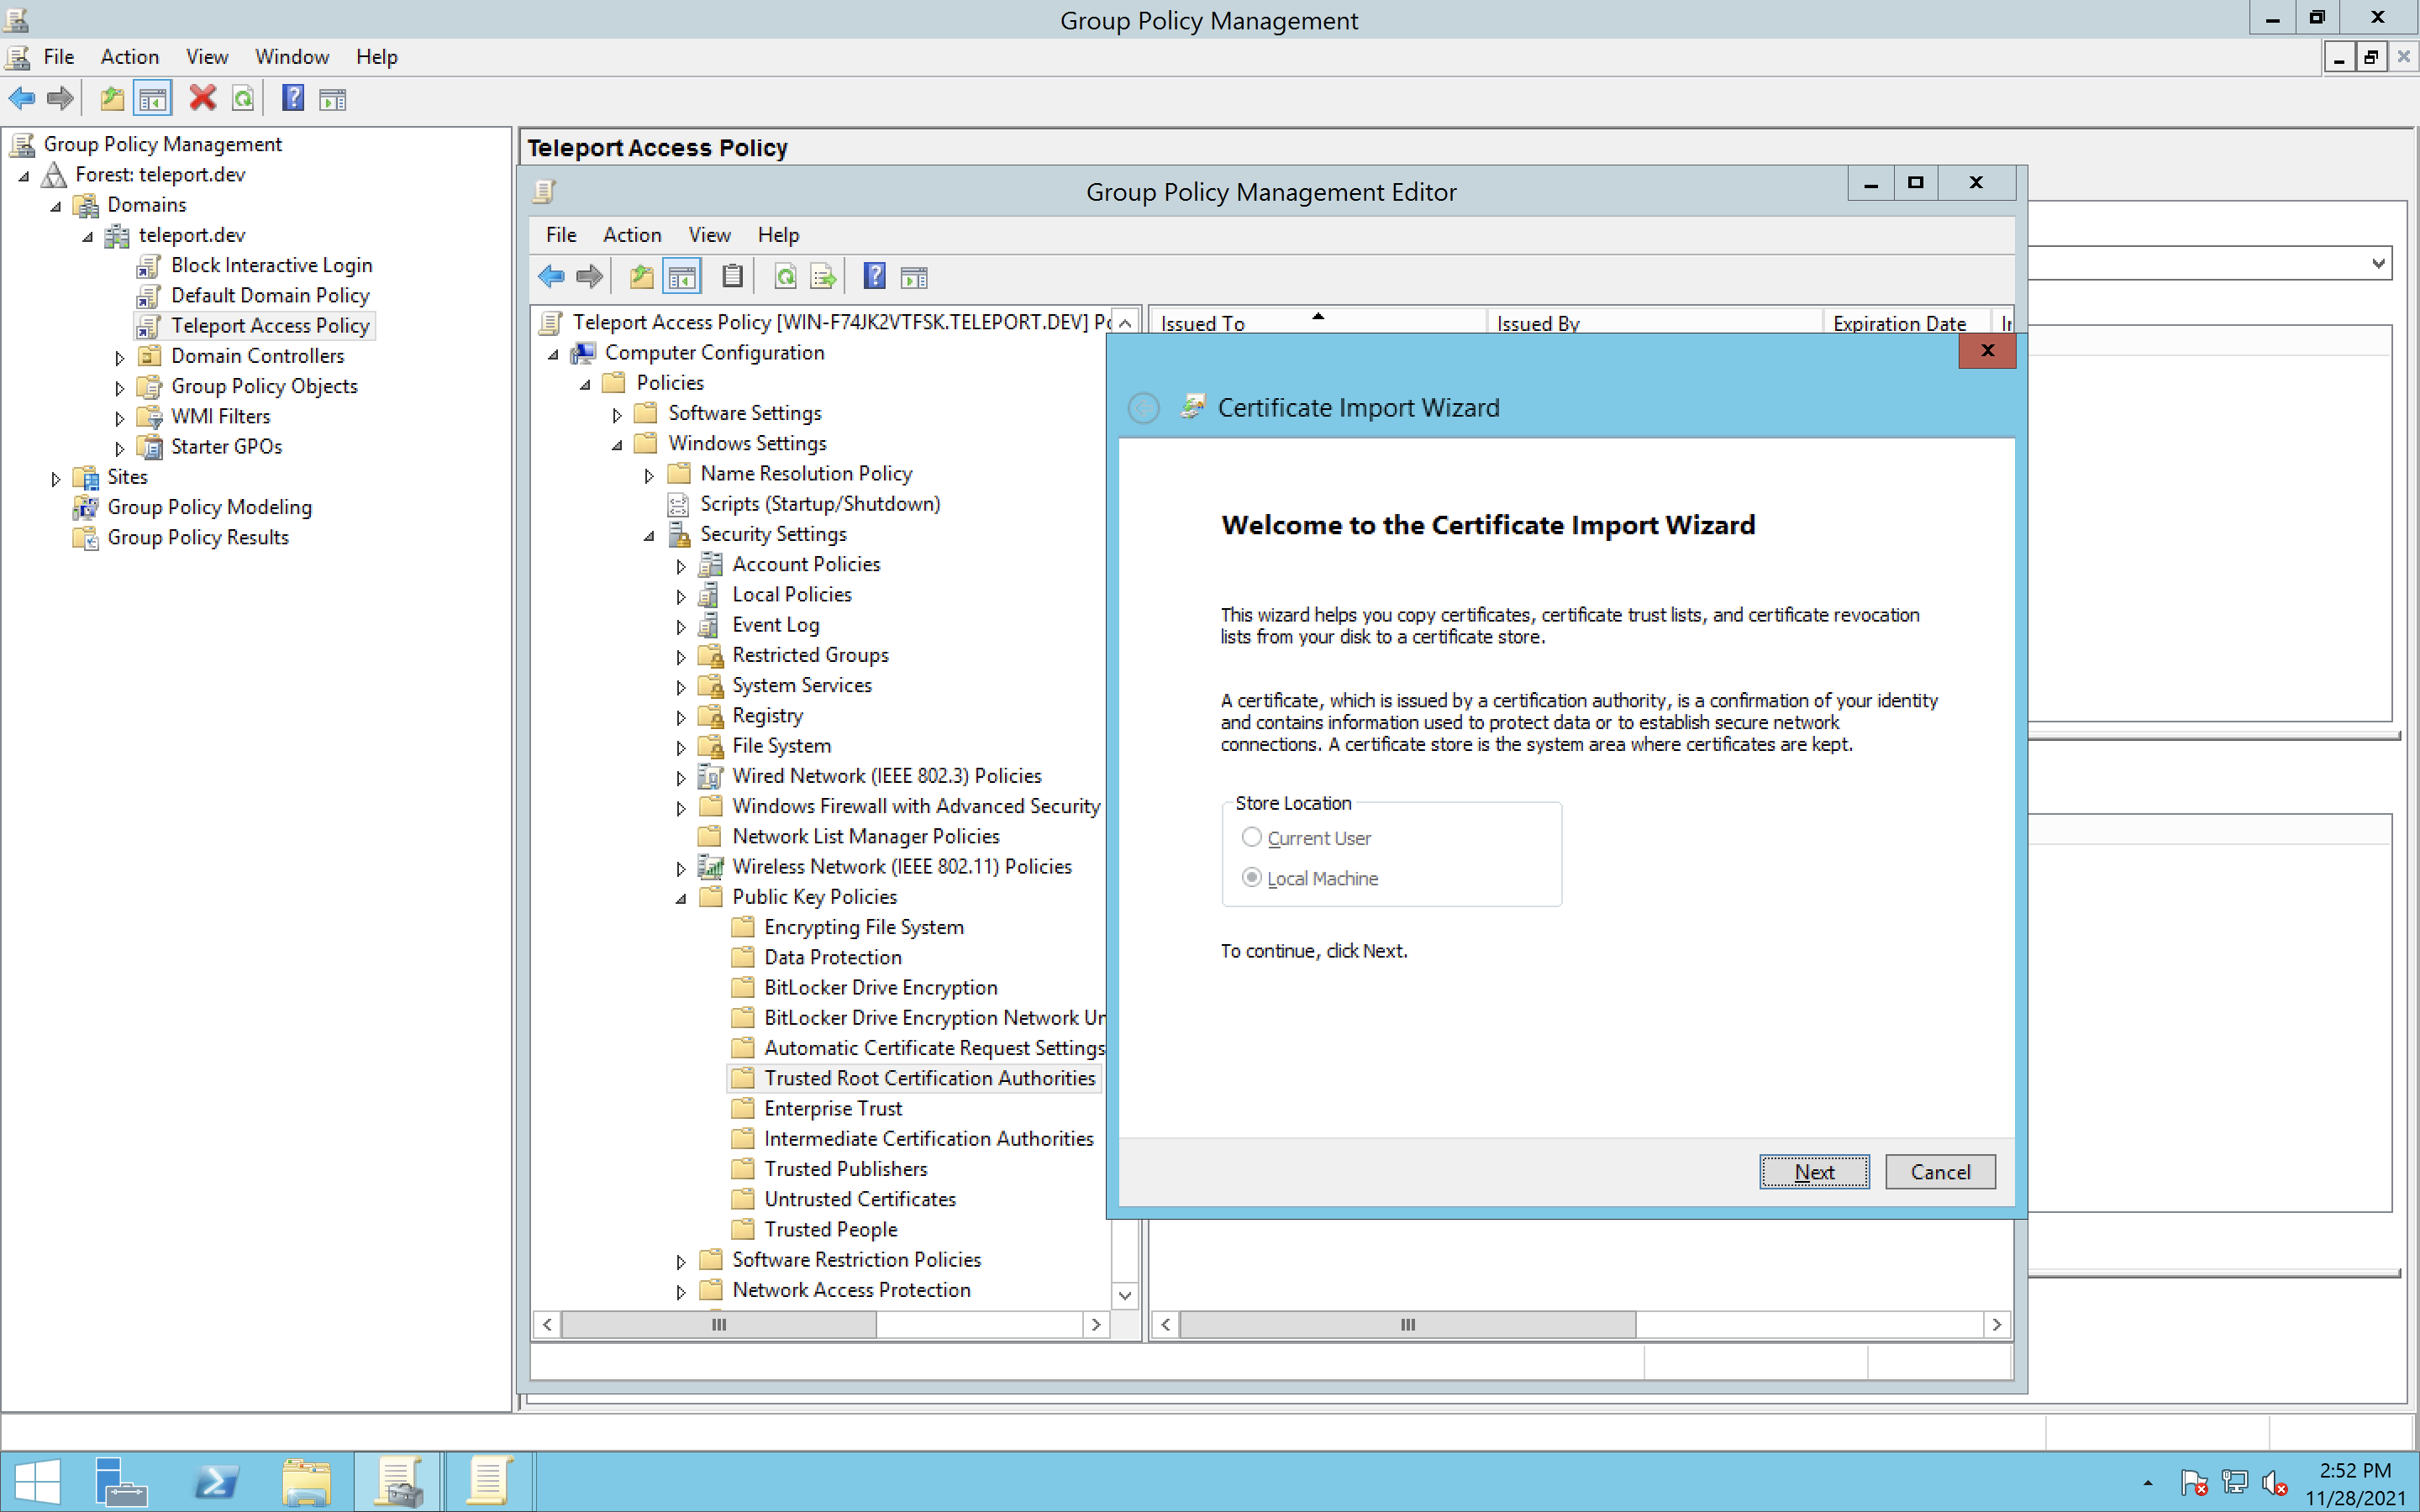 Group Policy Management
File Action View Window Help
Group Policy Management
Forest: teleport.dev
Domains
teleport.dev
Block Interactive Login
Default Domain Policy
Teleport Access Policy
Domain Controllers
Group Policy Objects
WMI Filters
Starter GPOs
Sites
Group Policy Modeling
Group Policy Results
Teleport Access Policy
Group Policy Management Editor
File Action View Help
Teleport Access Policy [WIN-F74JK2VTFSK.TELEPORT.DEV] Po
Computer Configuration
Policies
Software Settings
Windows Settings
Name Resolution Policy
Scripts (Startup/Shutdown)
Security Settings
Account Policies
Local Policies
Event Log
Restricted Groups
System Services
Registry
File System
Wired Network (IEEE 802.3) Policies
Windows Firewall with Advanced Security
Network List Manager Policies
Wireless Network (IEEE 802.11) Policies
Public Key Policies
Encrypting File System
Data Protection
BitLocker Drive Encryption
BitLocker Drive Encryption Network Un
Automatic Certificate Request Settings
Trusted Root Certification Authorities
Enterprise Trust
Intermediate Certification Authorities
Trusted Publishers
Untrusted Certificates
Trusted People
Software Restriction Policies
Network Access Protection
Issued To Issued By Expiration Date
Certificate Import Wizard
Welcome to the Certificate Import Wizard
This wizard helps you copy certificates, certificate trust lists, and certificate revocation
lists from your disk to a certificate store.
A certificate, which is issued by a certification authority, is a confirmation of your identity
and contains information used to protect data or to establish secure network
connections. A certificate store is the system area where certificates are kept.
Store Location
Current User
Local Machine
To continue, click Next.
Next Cancel
2:52 PM
11/28/2021